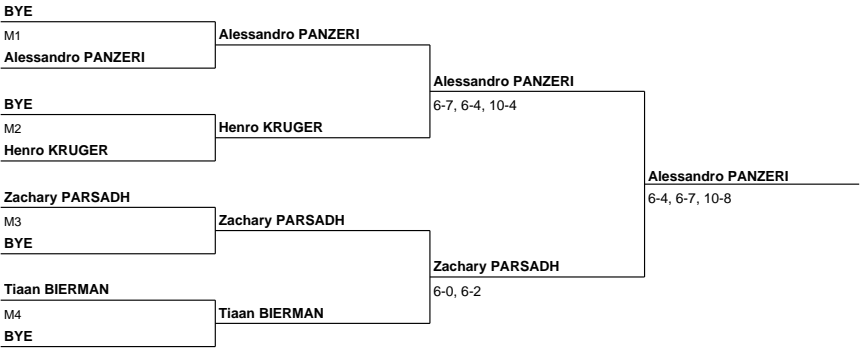 BYE
M1
Alessandro PANZERI
Alessandro PANZERI
BYE
M2
Henro KRUGER
Henro KRUGER
Alessandro PANZERI
6-7, 6-4, 10-4
Zachary PARSADH
M3
BYE
Zachary PARSADH
Tiaan BIERMAN
M4
BYE
Tiaan BIERMAN
Zachary PARSADH
6-0, 6-2
Alessandro PANZERI
6-4, 6-7, 10-8